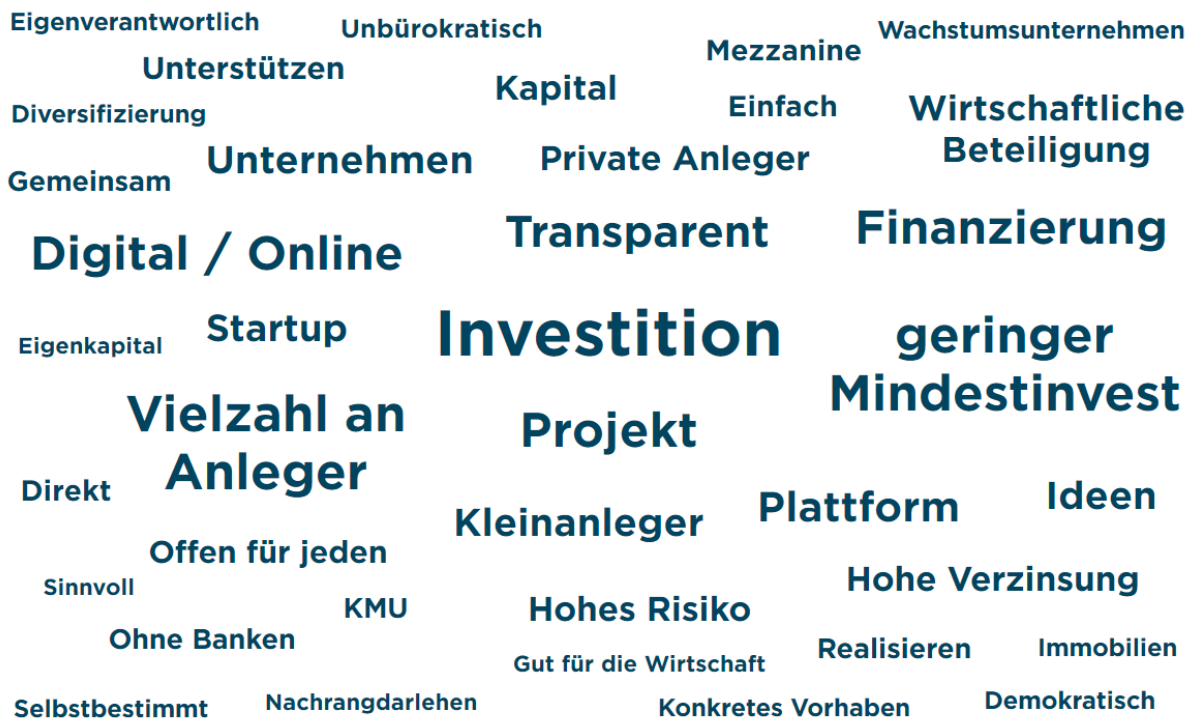 Eigenverantwortlich
Unbürokratisch
Mezzanine
Wachstumsunternehmen
Unterstützen
Kapital
Einfach
Wirtschaftliche
Beteiligung
Diversifizierung
Unternehmen
Private Anleger
Gemeinsam
Digital / Online
Transparent
Finanzierung
Eigenkapital
Startup
Investition
geringer
Mindestinvest
Vielzahl an
Anleger
Projekt
Direkt
Kleinanleger
Plattform
Ideen
Offen für jeden
Sinnvoll
KMU
Hohes Risiko
Hohe Verzinsung
Ohne Banken
Gut für die Wirtschaft
Realisieren
Immobilien
Selbstbestimmt
Nachrangdarlehen
Konkretes Vorhaben
Demokratisch